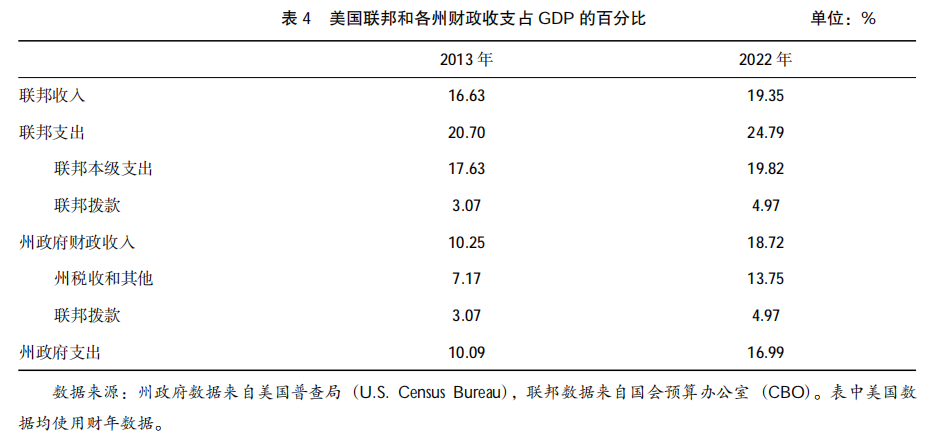 表 4 美国联邦和各州财政收支占 GDP 的百分比 单位：%
2013 年 2022 年
联邦收入 16.63 19.35
联邦支出 20.70 24.79
联邦本级支出 17.63 19.82
联邦拨款 3.07 4.97
州政府财政收入 10.25 18.72
州税收和其他 7.17 13.75
联邦拨款 3.07 4.97
州政府支出 10.09 16.99
数据来源：州政府数据来自美国普查局（U.S. Census Bureau），联邦数据来自国会预算办公室（CBO）。表中美国数
据均使用财年数据。